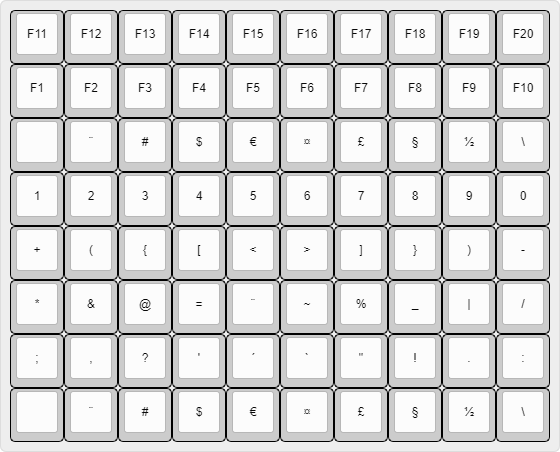 F11 F12 F13 F14 F15 F16 F17 F18 F19 F20
F1 F2 F3 F4 F5 F6 F7 F8 F9 F10
¨ # $ € ¤ £ § ½ \
1 2 3 4 5 6 7 8 9 0
+ ( { [ < > ] } ) -
* & @ = ¨ ~ % _ | /
; , ? ' ´ ` " ! . :
¨ # $ € ¤ £ § ½ \